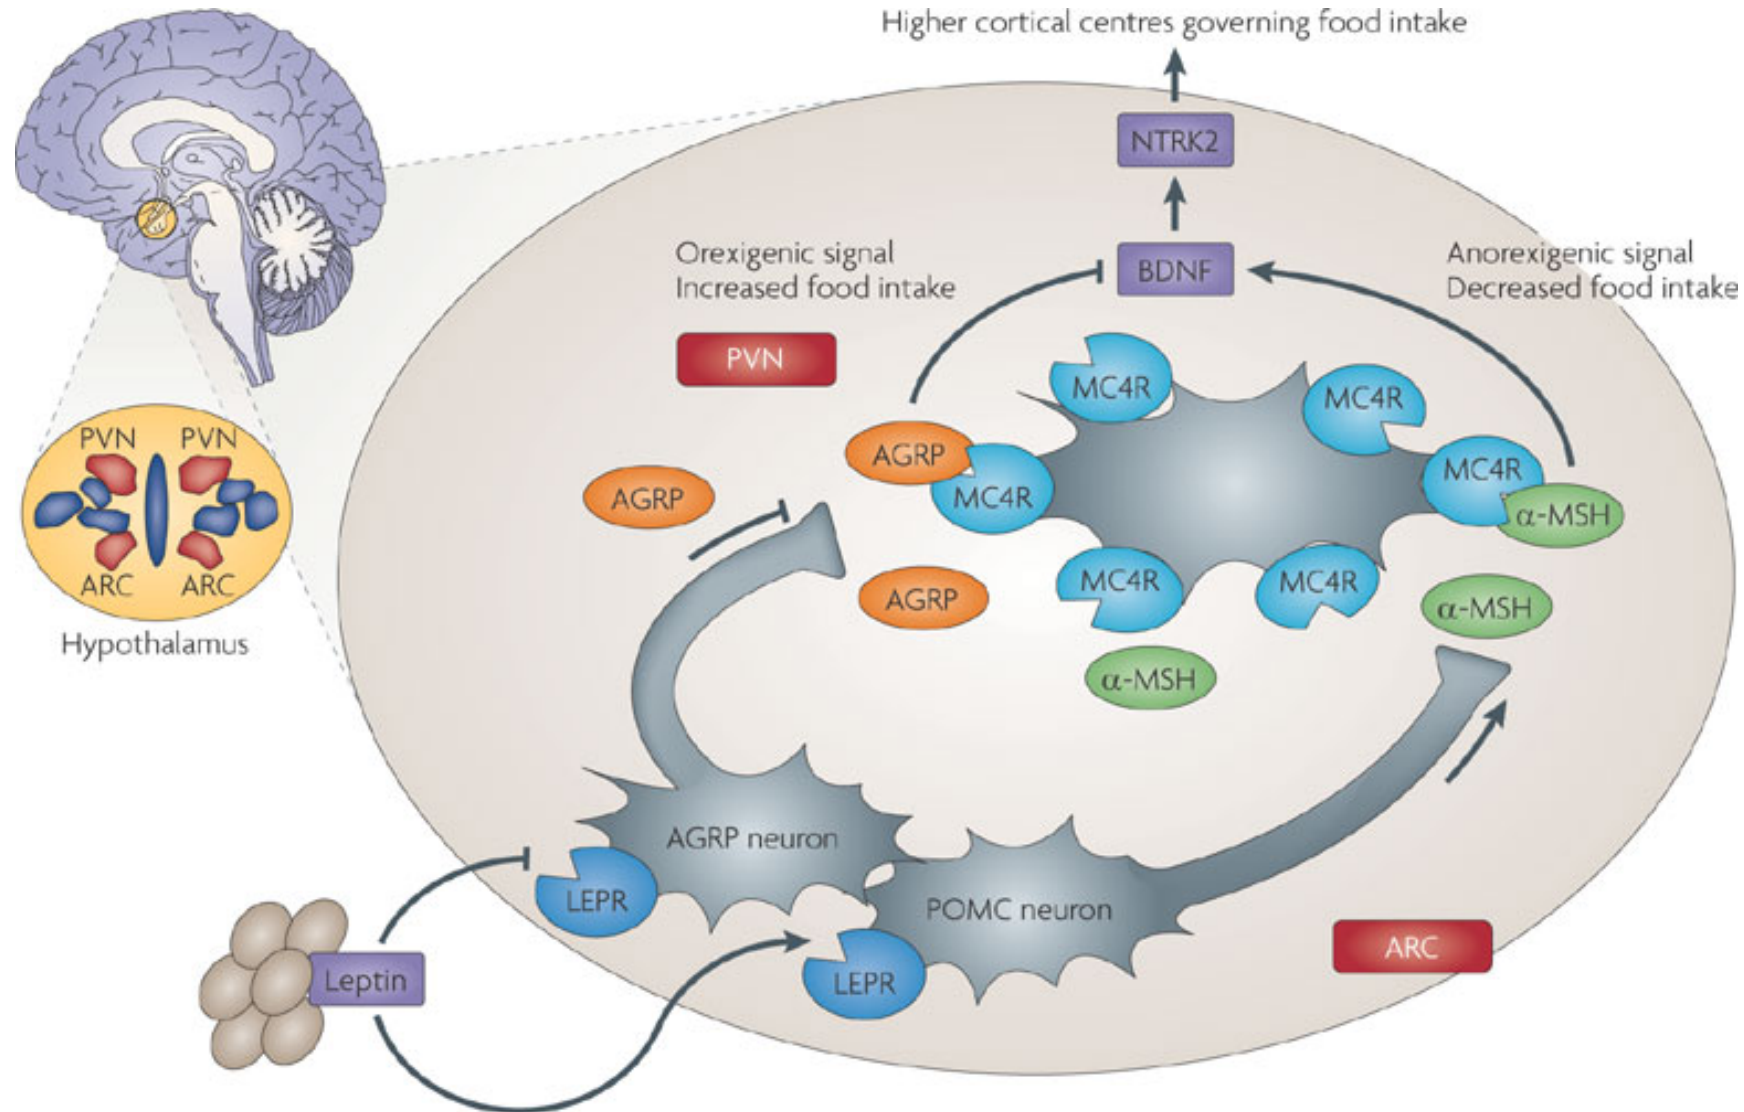 Higher cortical centres governing food intake
NTRK2
Orexigenic signal
Increased food intake
BDNF
Anorexigenic signal
Decreased food intake
PVN
MC4R
MC4R
PVN
PVN
AGRP
MC4R
AGRP
MC4R
α-MSH
ARC
ARC
AGRP
MC4R
MC4R
α-MSH
Hypothalamus
α-MSH
AGRP neuron
LEPR
POMC neuron
ARC
Leptin
LEPR